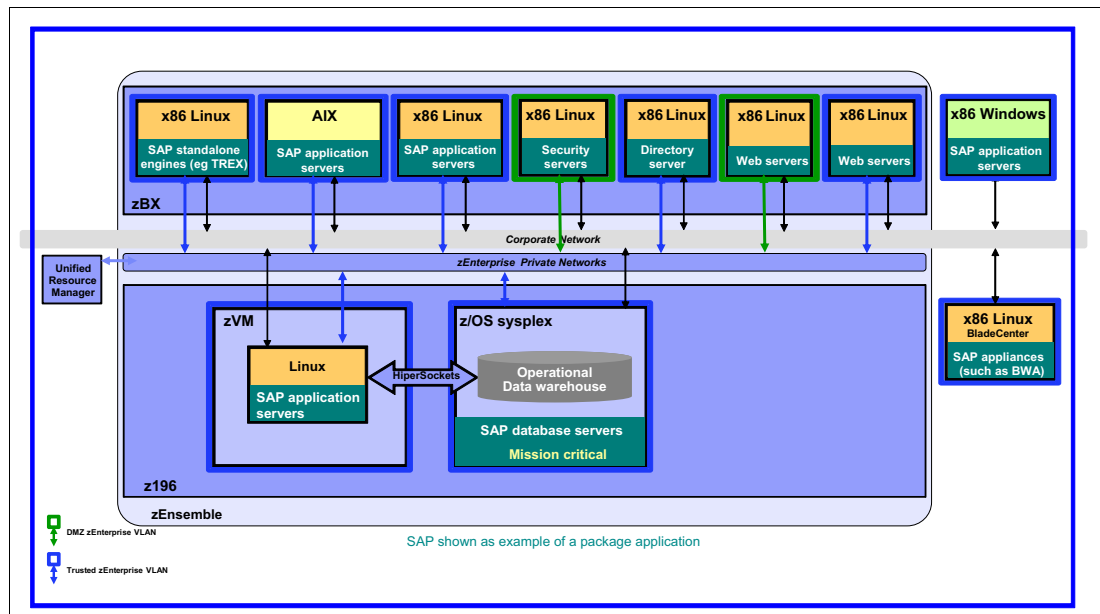 x86 Linux
SAP standalone
engines (eg TREX)
AIX
SAP application
servers
x86 Linux
SAP application
servers
x86 Linux
Security
servers
x86 Linux
Directory
server
x86 Linux
Web servers
x86 Linux
Web servers
x86 Windows
SAP application
servers
zBX
Corporate Network
zEnterprise Private Networks
Unified
Resource
Manager
zVM
Linux
SAP application
servers
HiperSockets
z/OS sysplex
Operational
Data warehouse
SAP database servers
Mission critical
x86 Linux
BladeCenter
SAP appliances
(such as BWA)
z196
zEnsemble
DMZ zEnterprise VLAN
Trusted zEnterprise VLAN
SAP shown as example of a package application